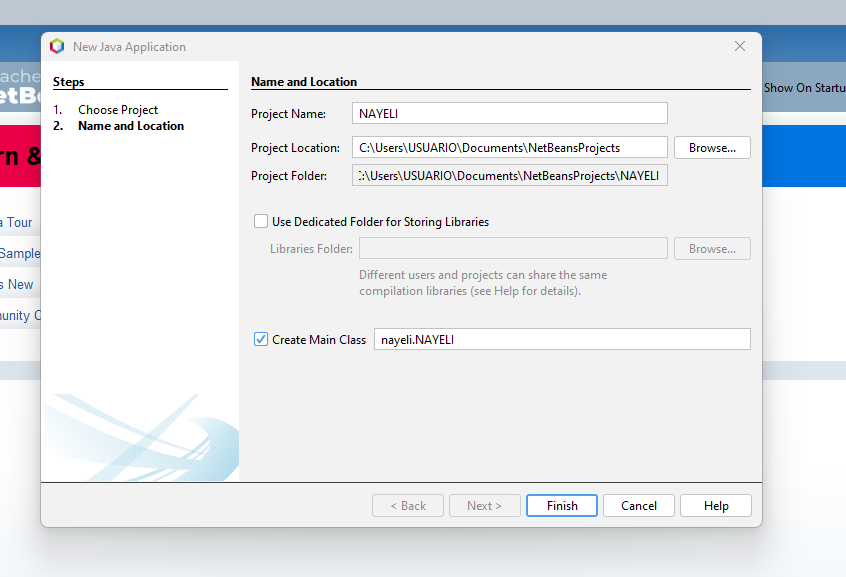 New Java Application
Steps
1. Choose Project
2. Name and Location
Name and Location
Project Name: NAYELI
Project Location: C:\Users\USUARIO\Documents\NetBeansProjects Browse...
Project Folder: C:\Users\USUARIO\Documents\NetBeansProjects\NAYELI
Use Dedicated Folder for Storing Libraries
Libraries Folder: Browse...
Different users and projects can share the same
compilation libraries (see Help for details).
Create Main Class nayeli.NAYELI
< Back Next > Finish Cancel Help
ache
etB
Show On Startu
rn &
a Tour
Sample
s New
unity C